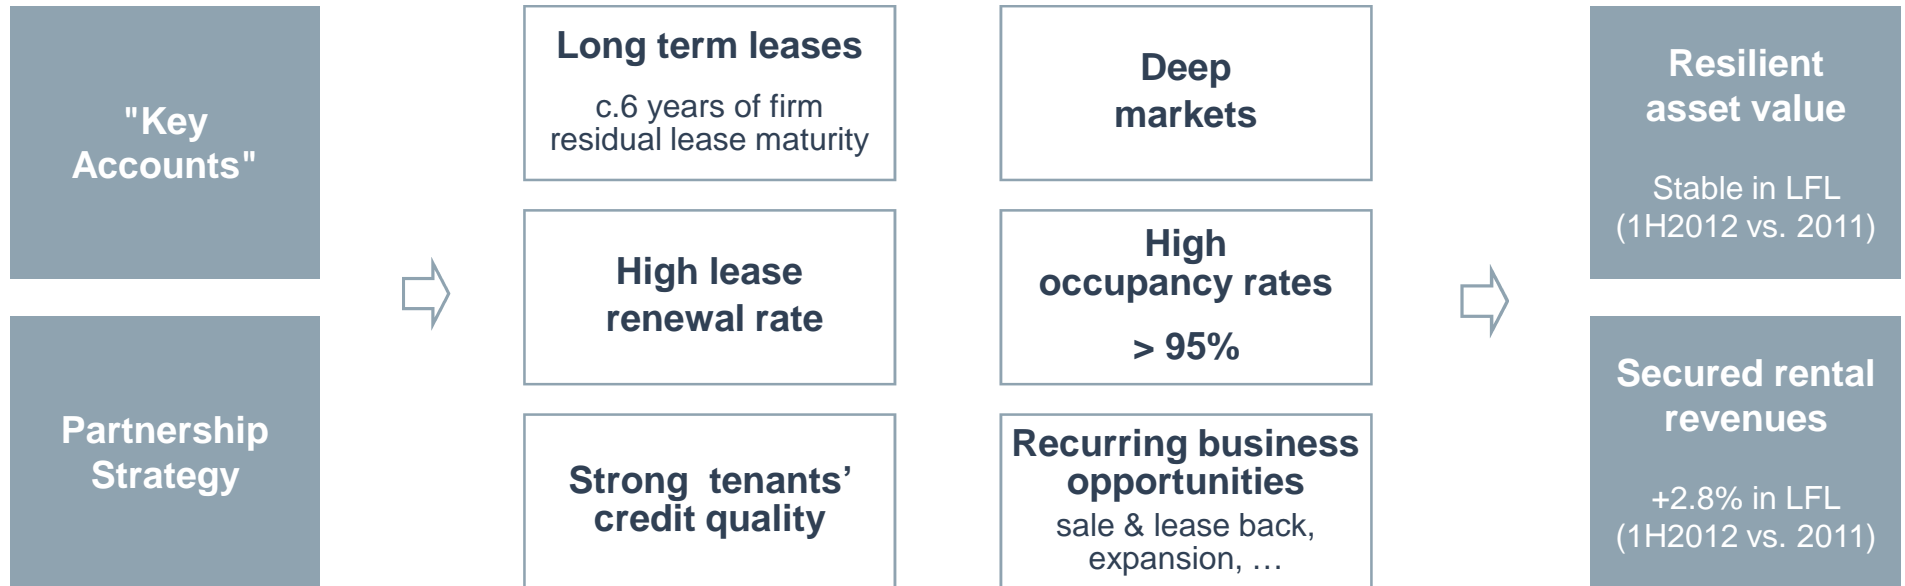 "Key
Accounts"
Partnership
Strategy
Long term leases
c.6 years of firm
residual lease maturity
High lease
renewal rate
Strong tenants’
credit quality
Deep
markets
High
occupancy rates
> 95%
Recurring business
opportunities
sale & lease back,
expansion, …
Resilient
asset value
Stable in LFL
(1H2012 vs. 2011)
Secured rental
revenues
+2.8% in LFL
(1H2012 vs. 2011)